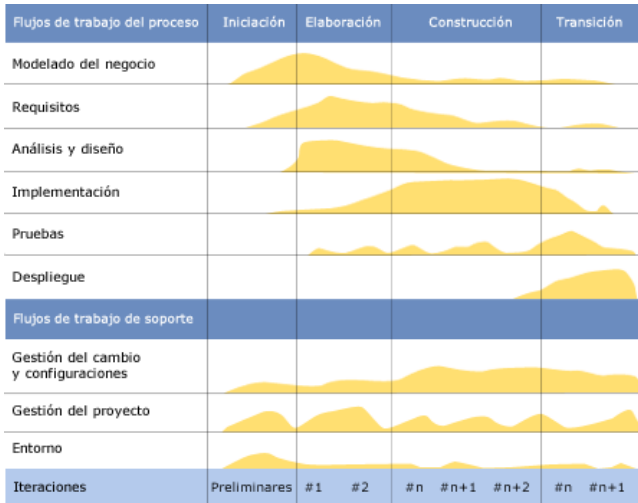 Flujos de trabajo del proceso Iniciación Elaboración Construcción Transición
Modelado del negocio
Requisitos
Análisis y diseño
Implementación
Pruebas
Despliegue
Flujos de trabajo de soporte
Gestión del cambio
y configuraciones
Gestión del proyecto
Entorno
Iteraciones Preliminares #1 #2 #n #n+1 #n+2 #n #n+1